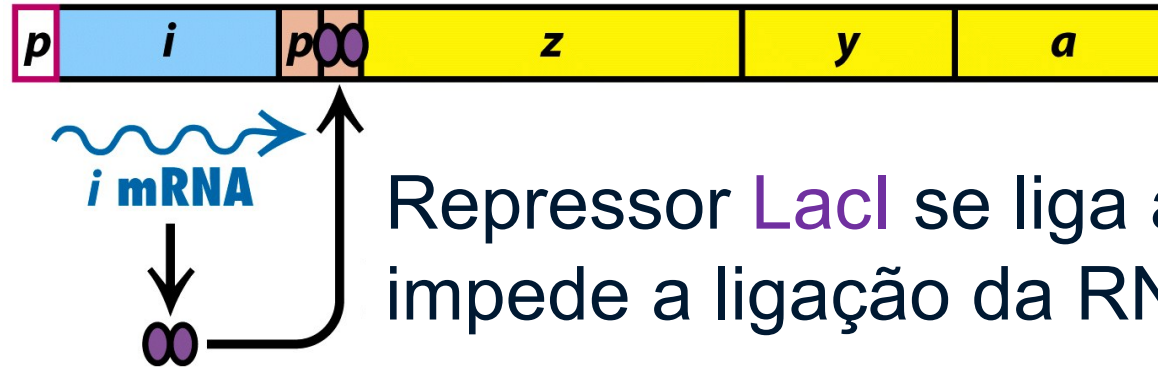 p i p z y a
i mRNA
Repressor LacI se liga
impede a ligação da